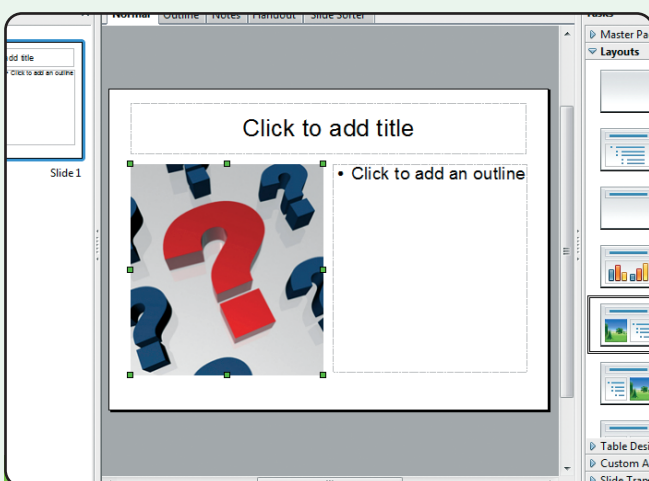 Normal Outline Notes Handout Slide Sorter
Tasks
Master Pa
Layouts
dd title
• Click to add an outline
Slide 1
Click to add title
• Click to add an outline
Table Desi
Custom A
Slide Tran